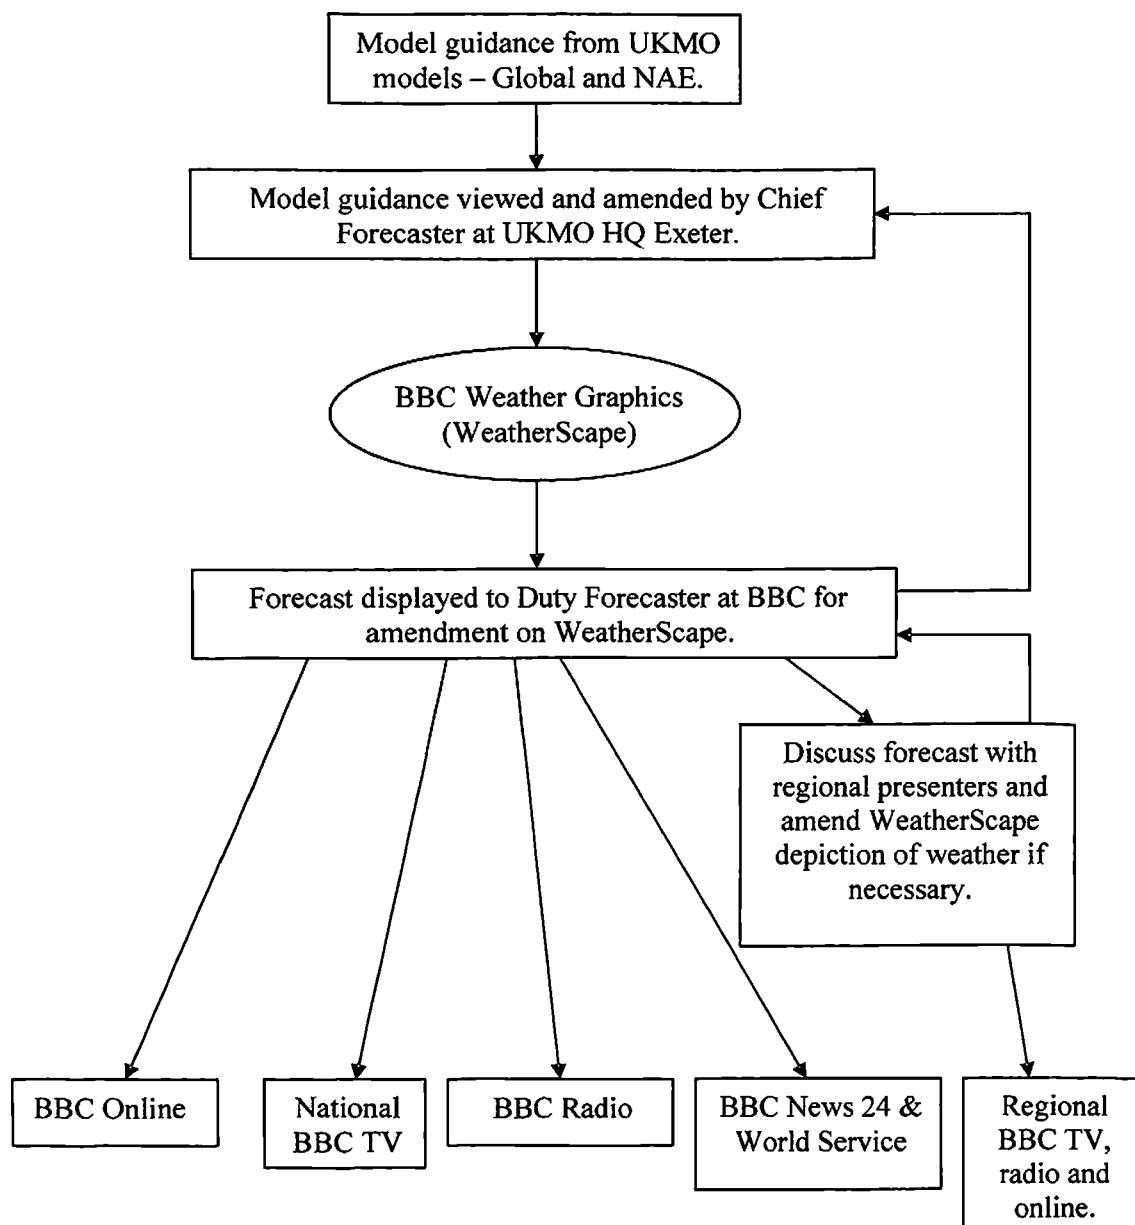 Model guidance from UKMO
models – Global and NAE.
Model guidance viewed and amended by Chief
Forecaster at UKMO HQ Exeter.
BBC Weather Graphics
(WeatherScape)
Forecast displayed to Duty Forecaster at BBC for
amendment on WeatherScape.
Discuss forecast with
regional presenters and
amend WeatherScape
depiction of weather if
necessary.
BBC Online
National
BBC TV
BBC Radio
BBC News 24 &
World Service
Regional
BBC TV,
radio and
online.